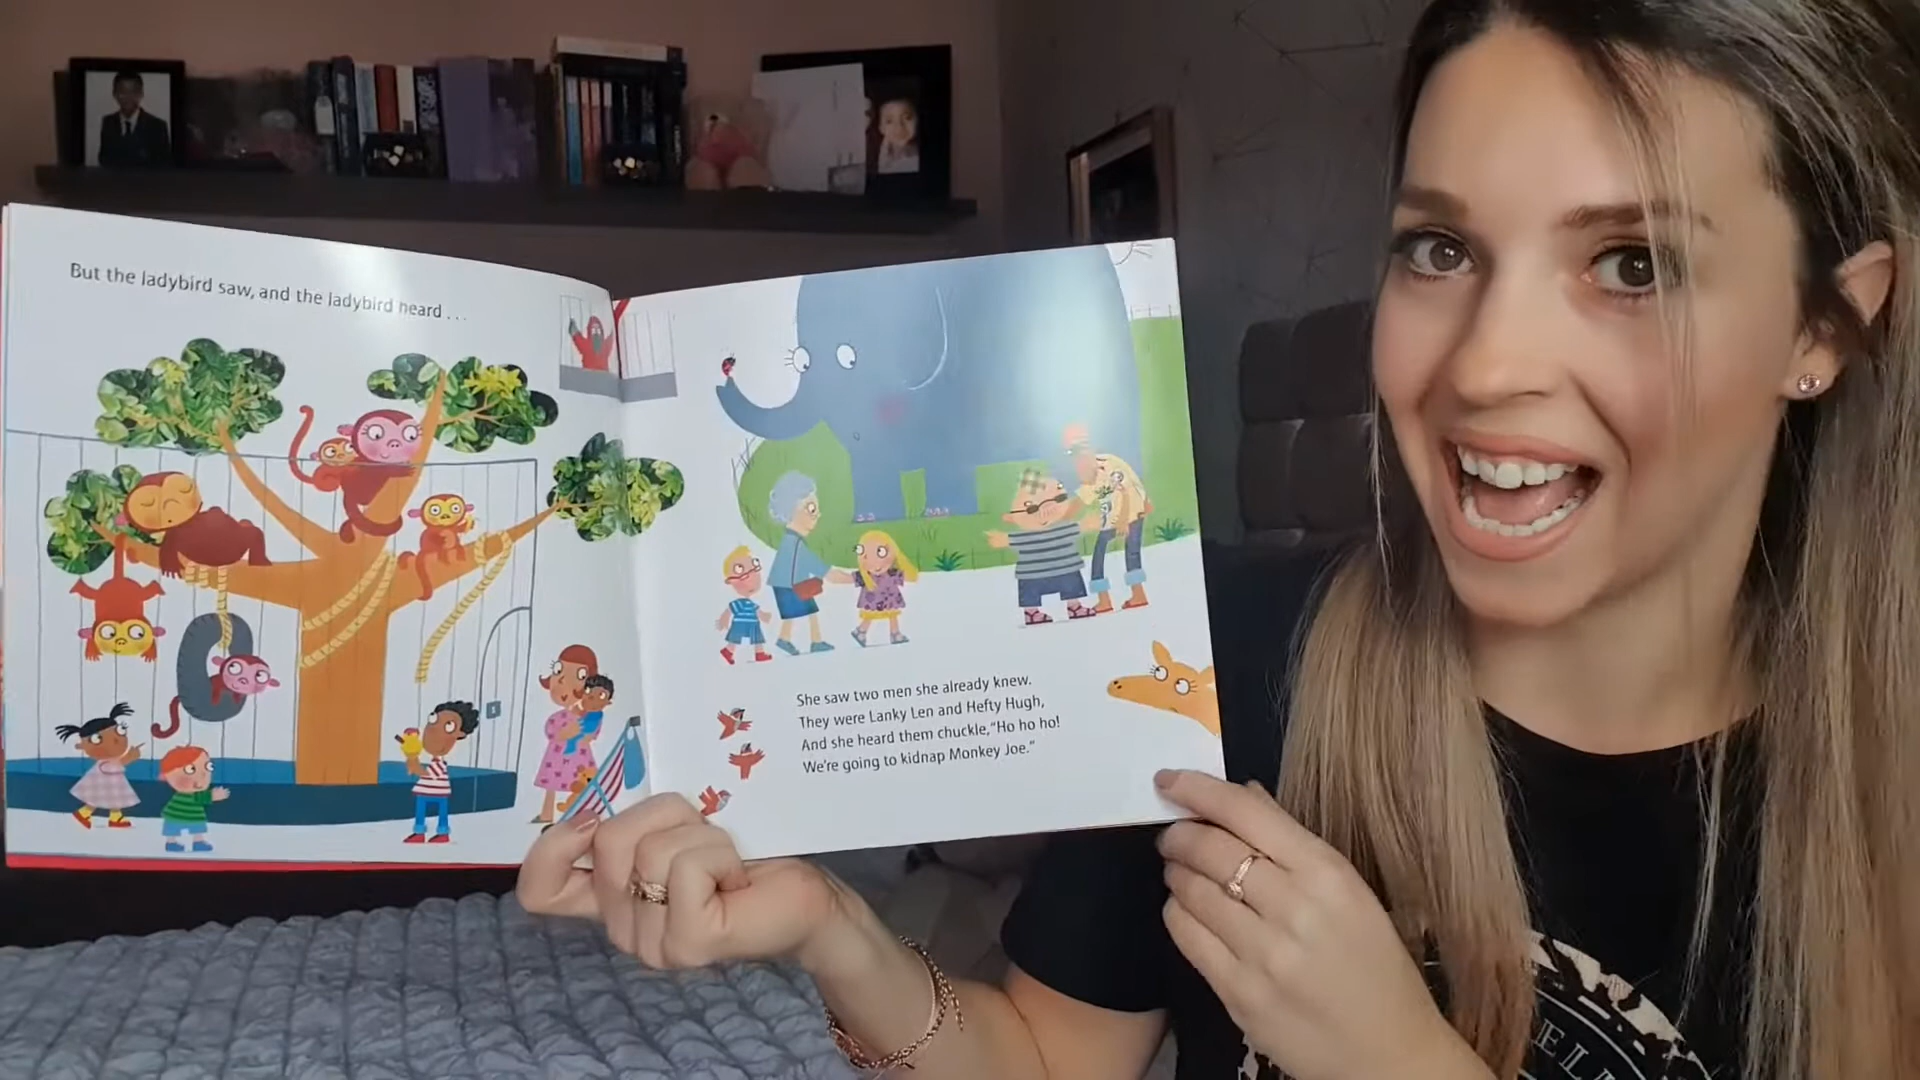 But the ladybird saw, and the ladybird heard . . .
She saw two men she already knew.
They were Lanky Len and Hefty Hugh,
And she heard them chuckle, "Ho ho ho!
We're going to kidnap Monkey Joe."